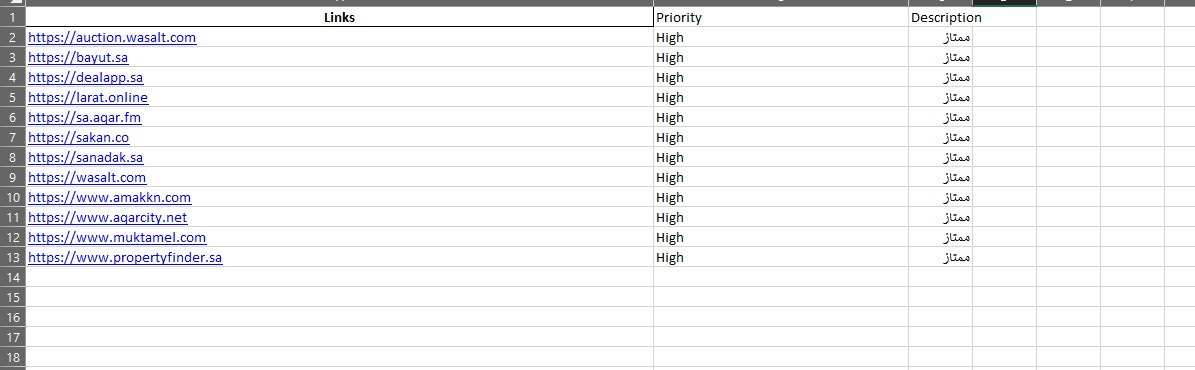 1 Links Priority Description
2 https://auction.wasalt.com High ممتاز
3 https://bayut.sa High ممتاز
4 https://dealapp.sa High ممتاز
5 https://larat.online High ممتاز
6 https://sa.aqar.fm High ممتاز
7 https://sakan.co High ممتاز
8 https://sanadak.sa High ممتاز
9 https://wasalt.com High ممتاز
10 https://www.amakkn.com High ممتاز
11 https://www.aqarcity.net High ممتاز
12 https://www.muktamel.com High ممتاز
13 https://www.propertyfinder.sa High ممتاز
14
15
16
17
18